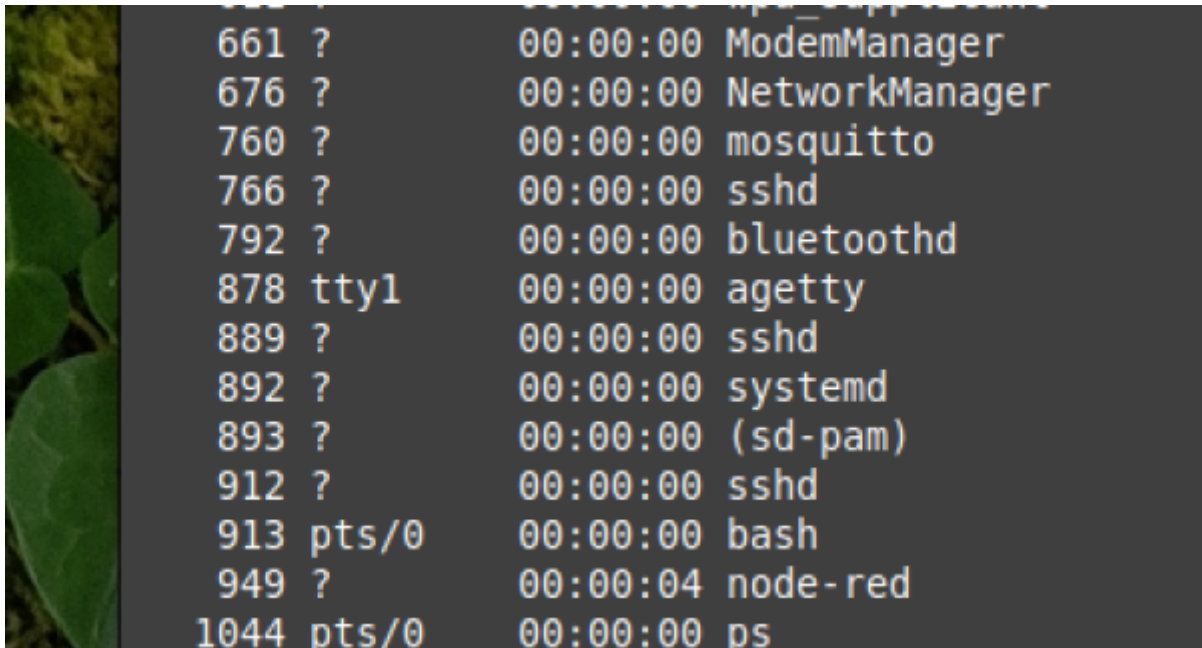 661 ? 00:00:00 ModemManager
676 ? 00:00:00 NetworkManager
760 ? 00:00:00 mosquitto
766 ? 00:00:00 sshd
792 ? 00:00:00 bluetoothd
878 tty1 00:00:00 agetty
889 ? 00:00:00 sshd
892 ? 00:00:00 systemd
893 ? 00:00:00 (sd-pam)
912 ? 00:00:00 sshd
913 pts/0 00:00:00 bash
949 ? 00:00:04 node-red
1044 pts/0 00:00:00 ps